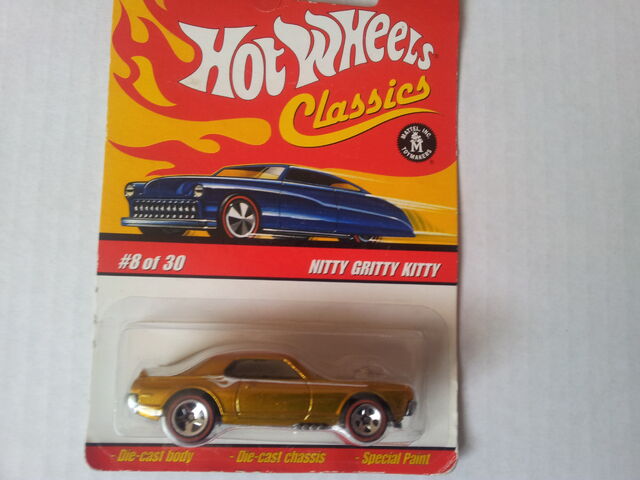 Hot Wheels
Classics
MATTEL, INC.
M
TOYMAKERS
#8 of 30
NITTY GRITTY KITTY
- Die-cast body - Die-cast chassis - Special Paint